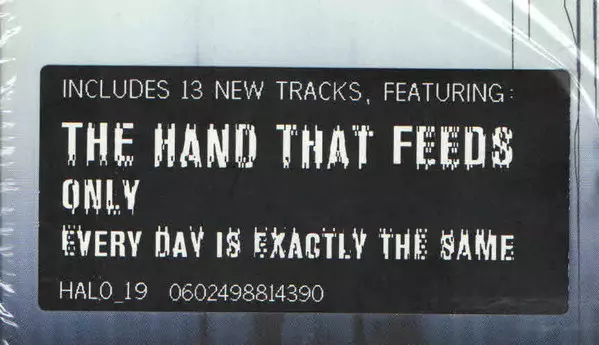 INCLUDES 13 NEW TRACKS, FEATURING:
THE HAND THAT FEEDS
ONLY
EVERY DAY IS EXACTLY THE SAME
HALO_19 0602498814390